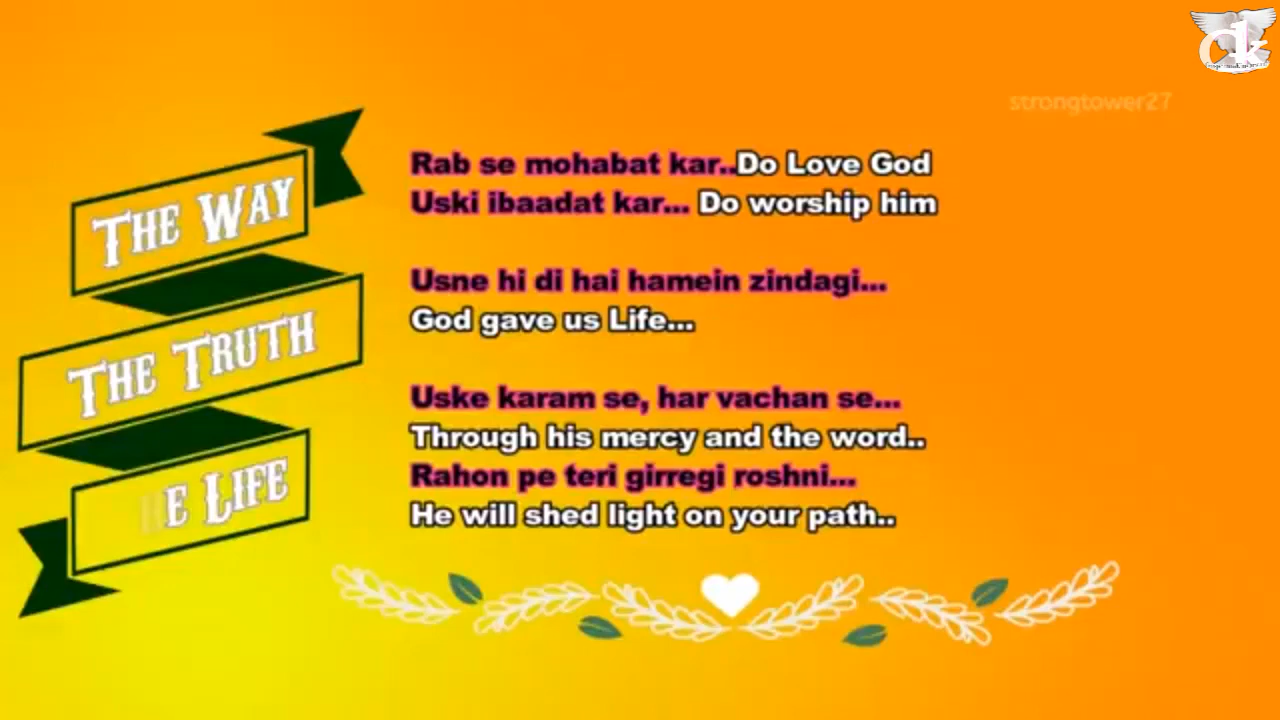 strongtower27
THE WAY
THE TRUTH
E LIFE
Rab se mohabat kar..Do Love God
Uski ibaadat kar... Do worship him
Usne hi di hai hamein zindagi...
God gave us Life...
Uske karam se, har vachan se...
Through his mercy and the word..
Rahon pe teri girregi roshni...
He will shed light on your path..